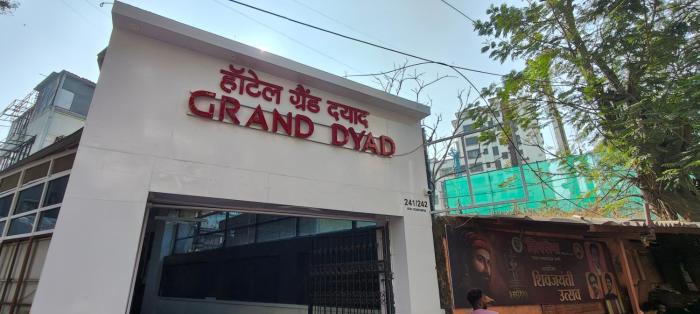 हॉटेल ग्रैंड दयाद
GRAND DYAD
241/242
शिवजयंती
उत्सव